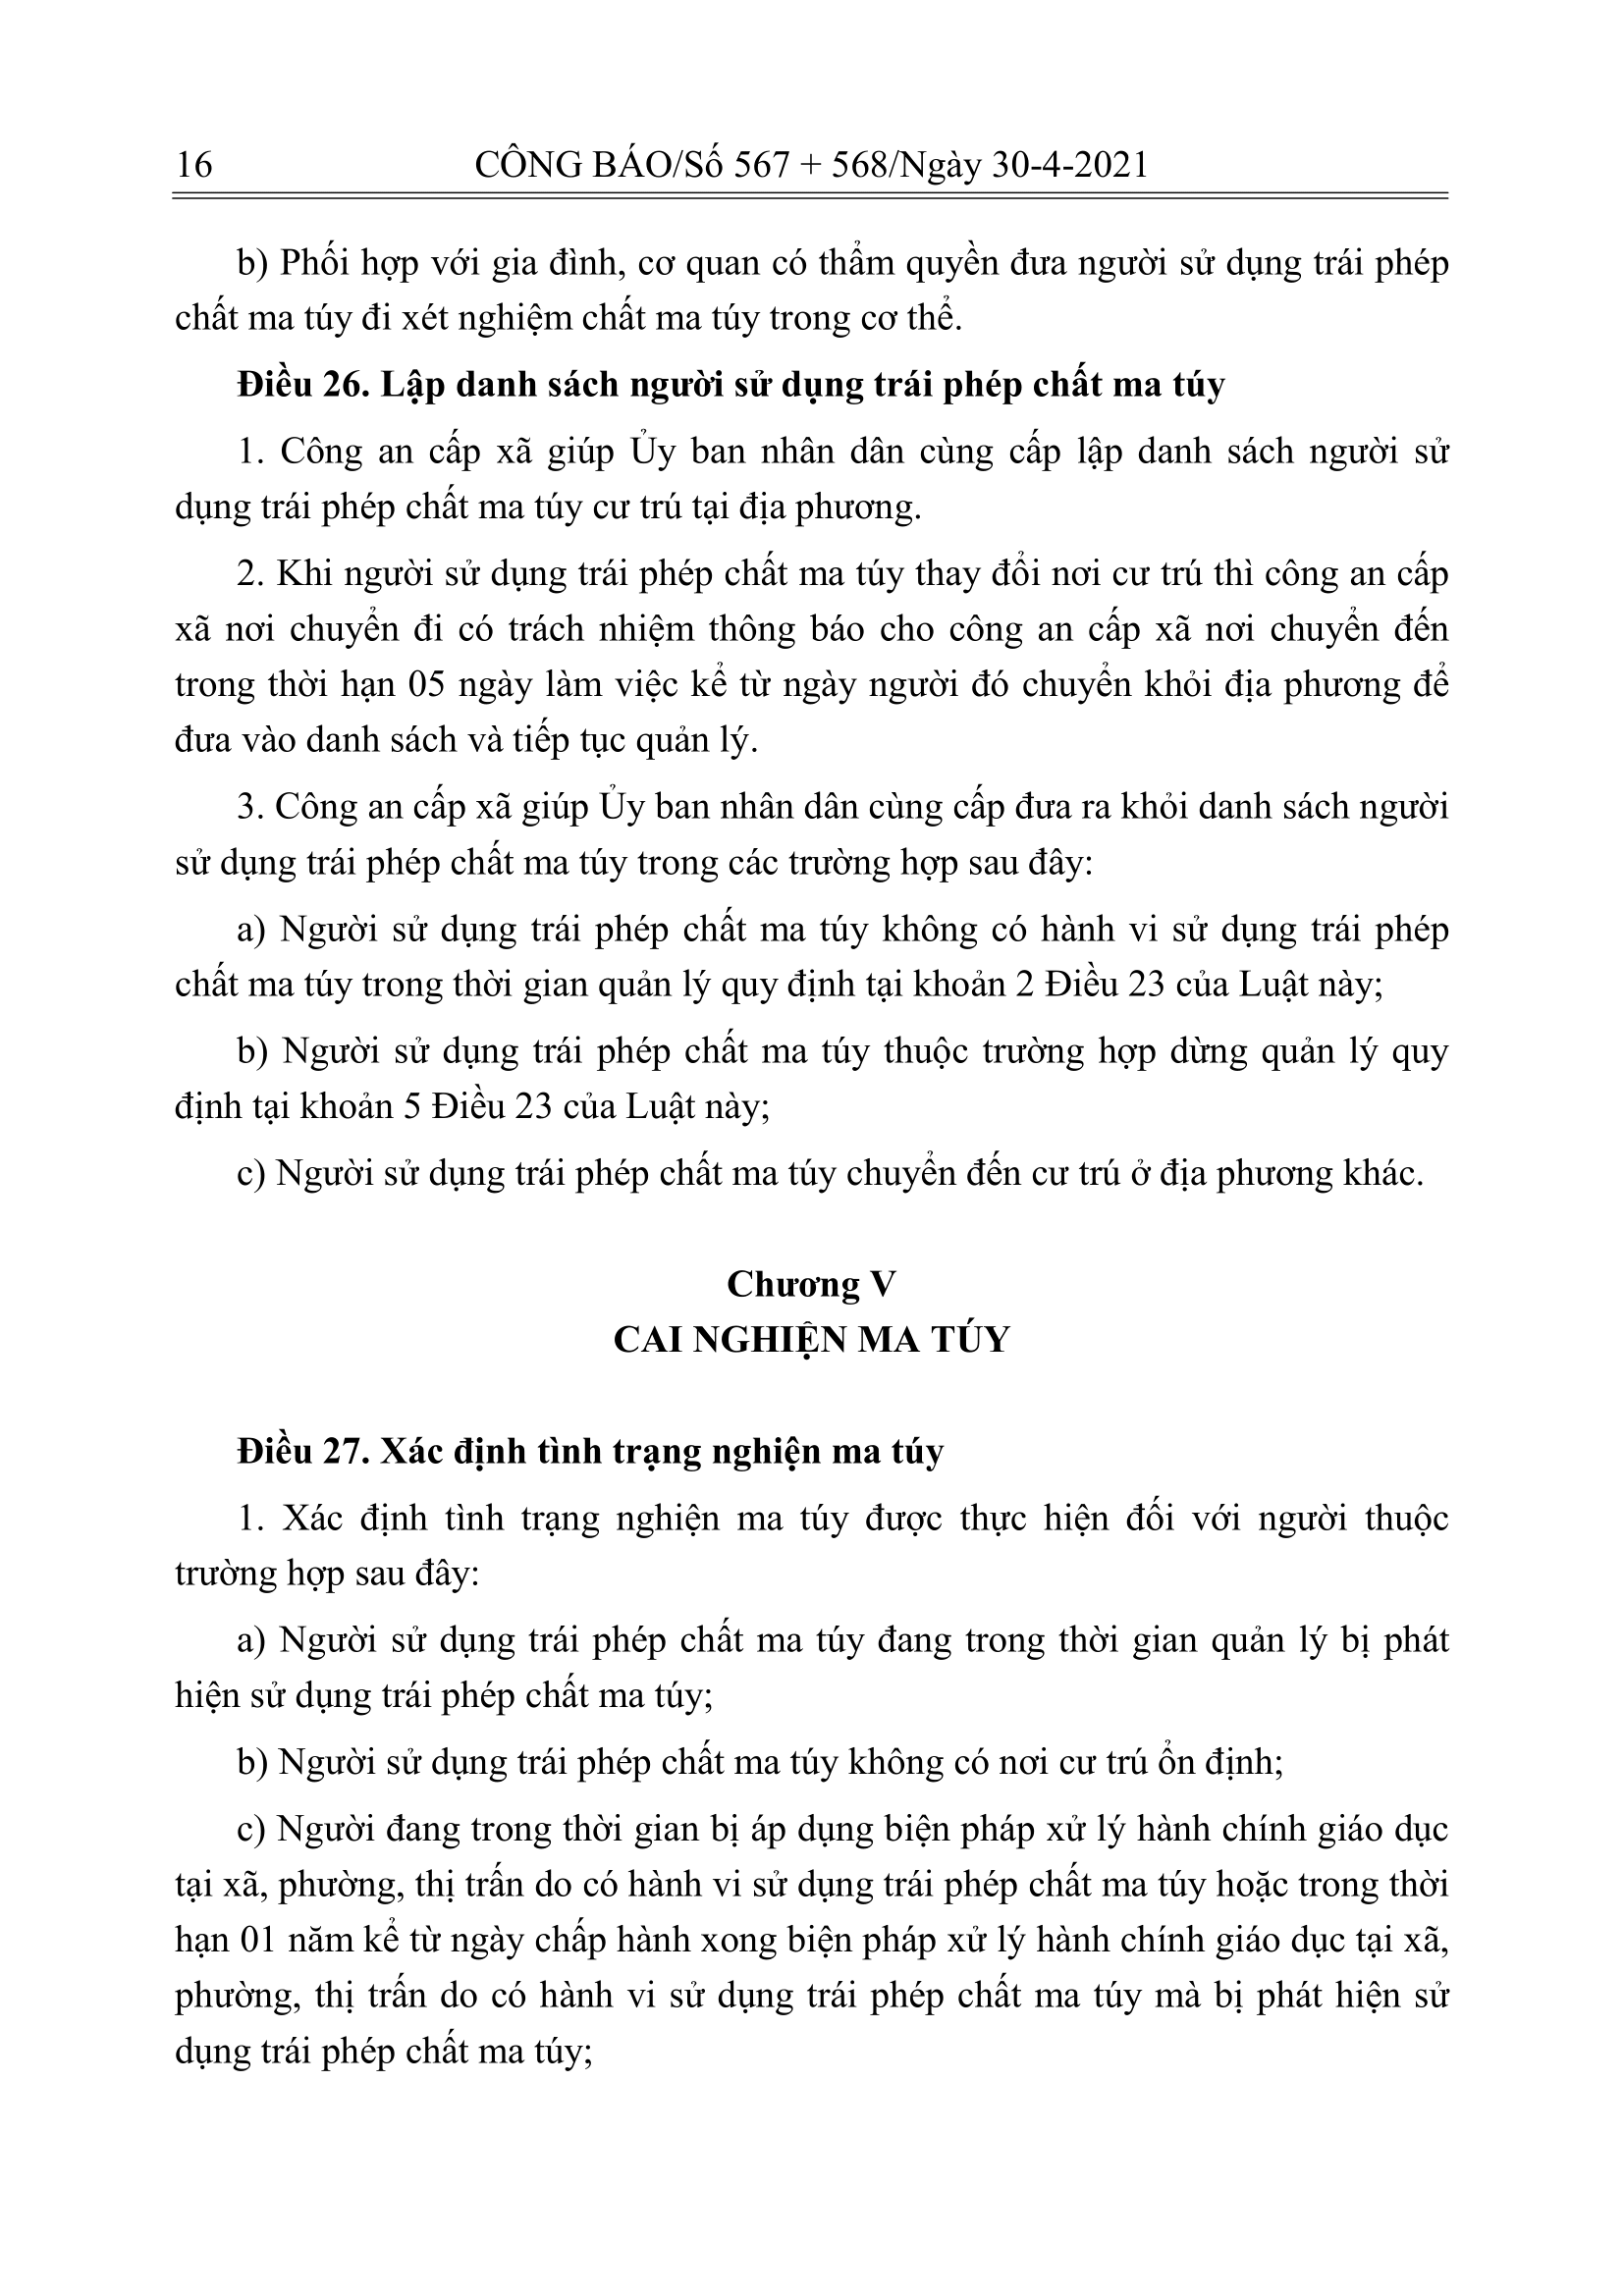 16
CÔNG BÁO/Số 567 + 568/Ngày 30-4-2021
b) Phối hợp với gia đình, cơ quan có thẩm quyền đưa người sử dụng trái phép
chất ma túy đi xét nghiệm chất ma túy trong cơ thể.
Điều 26. Lập danh sách người sử dụng trái phép chất ma túy
1. Công an cấp xã giúp Ủy ban nhân dân cùng cấp lập danh sách người sử
dụng trái phép chất ma túy cư trú tại địa phương.
2. Khi người sử dụng trái phép chất ma túy thay đổi nơi cư trú thì công an cấp
xã nơi chuyển đi có trách nhiệm thông báo cho công an cấp xã nơi chuyển đến
trong thời hạn 05 ngày làm việc kể từ ngày người đó chuyển khỏi địa phương để
đưa vào danh sách và tiếp tục quản lý.
3. Công an cấp xã giúp Ủy ban nhân dân cùng cấp đưa ra khỏi danh sách người
sử dụng trái phép chất ma túy trong các trường hợp sau đây:
a) Người sử dụng trái phép chất ma túy không có hành vi sử dụng trái phép
chất ma túy trong thời gian quản lý quy định tại khoản 2 Điều 23 của Luật này;
b) Người sử dụng trái phép chất ma túy thuộc trường hợp dừng quản lý quy
định tại khoản 5 Điều 23 của Luật này;
c) Người sử dụng trái phép chất ma túy chuyển đến cư trú ở địa phương khác.
Chương V
CAI NGHIỆN MA TÚY
Điều 27. Xác định tình trạng nghiện ma túy
1. Xác định tình trạng nghiện ma túy được thực hiện đối với người thuộc
trường hợp sau đây:
a) Người sử dụng trái phép chất ma túy đang trong thời gian quản lý bị phát
hiện sử dụng trái phép chất ma túy;
b) Người sử dụng trái phép chất ma túy không có nơi cư trú ổn định;
c) Người đang trong thời gian bị áp dụng biện pháp xử lý hành chính giáo dục
tại xã, phường, thị trấn do có hành vi sử dụng trái phép chất ma túy hoặc trong thời
hạn 01 năm kể từ ngày chấp hành xong biện pháp xử lý hành chính giáo dục tại xã,
phường, thị trấn do có hành vi sử dụng trái phép chất ma túy mà bị phát hiện sử
dụng trái phép chất ma túy;